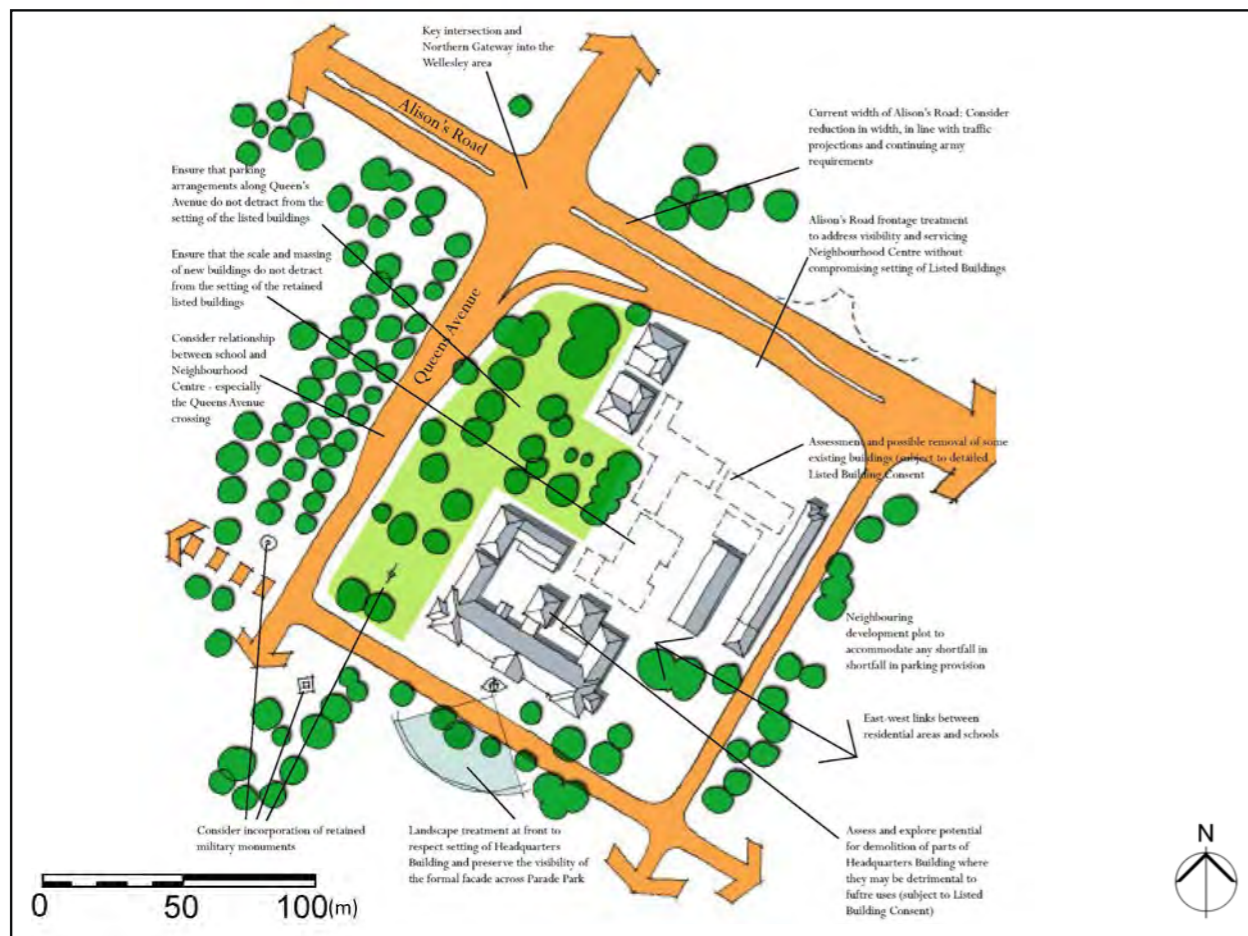 Key intersection and
Northern Gateway into the
Wellesley area
Alison's Road
Current width of Alison's Road: Consider
reduction in width, in line with traffic
projections and continuing army
requirements
Ensure that parking
arrangements along Queen's
Avenue do not detract from the
setting of the listed buildings
Alison's Road frontage treatment
to address visibility and servicing
Neighbourhood Centre without
compromising setting of Listed Buildings
Ensure that the scale and massing
of new buildings do not detract
from the setting of the retained
listed buildings
Queens Avenue
Consider relationship
between school and
Neighbourhood
Centre - especially
the Queens Avenue
crossing
Assessment and possible removal of some
existing buildings (subject to detailed
Listed Building Consent
Neighbouring
development plot to
accommodate any shortfall in
shortfall in parking provision
East-west links between
residential areas and schools
Consider incorporation of retained
military monuments
Landscape treatment at front to
respect setting of Headquarters
Building and preserve the visibility of
the formal facade across Parade Park
Assess and explore potential
for demolition of parts of
Headquarters Building where
they may be detrimental to
fuftre uses (subject to Listed
Building Consent)
0 50 100(m)
N